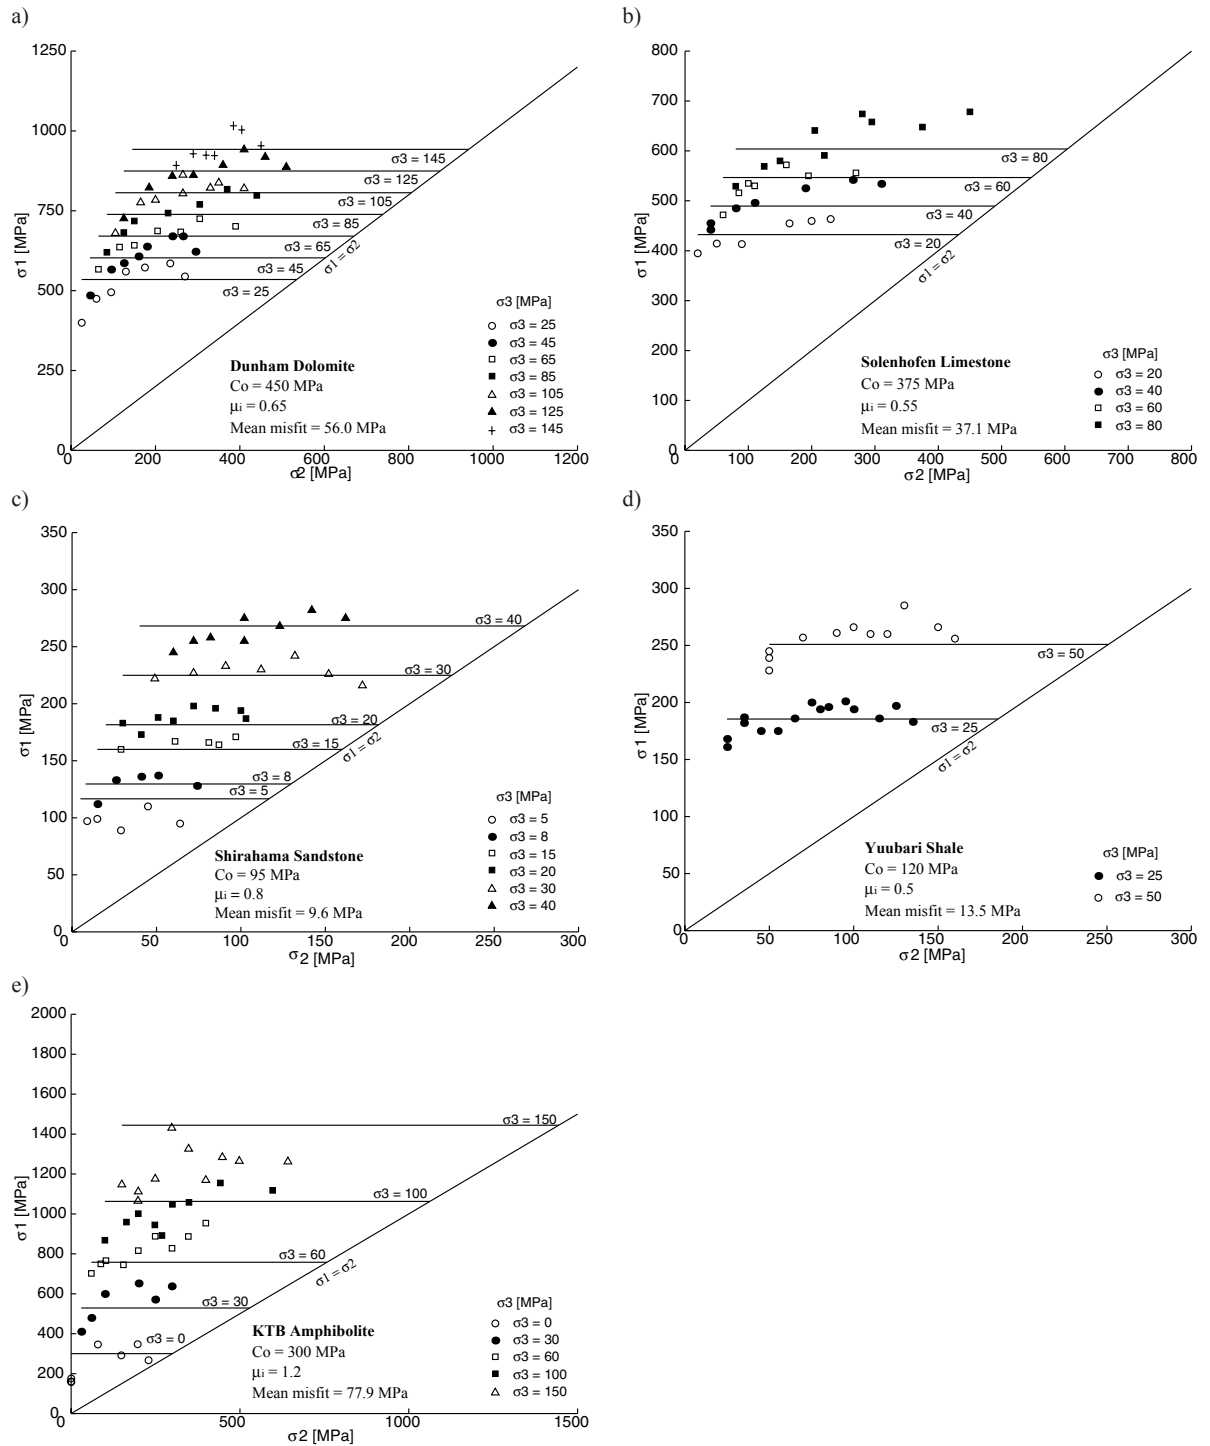 a)
1250
1000
750
500
250
0
σ1 [MPa]
σ3 = 145
σ3 = 125
σ3 = 105
σ3 = 85
σ3 = 65
σ3 = 45
σ3 = 25
σ1 = σ2
Dunham Dolomite
Co = 450 MPa
μi = 0.65
Mean misfit = 56.0 MPa
σ3 [MPa]
σ3 = 25
σ3 = 45
σ3 = 65
σ3 = 85
σ3 = 105
σ3 = 125
σ3 = 145
0 200 400 600 800 1000 1200
σ2 [MPa]
b)
800
700
600
500
400
300
200
100
0
σ1 [MPa]
σ3 = 80
σ3 = 60
σ3 = 40
σ3 = 20
σ1 = σ2
Solenhofen Limestone
Co = 375 MPa
μi = 0.55
Mean misfit = 37.1 MPa
σ3 [MPa]
σ3 = 20
σ3 = 40
σ3 = 60
σ3 = 80
100 200 300 400 500 600 700 800
σ2 [MPa]
c)
350
300
250
200
150
100
50
0
σ1 [MPa]
σ3 = 40
σ3 = 30
σ3 = 20
σ3 = 15
σ3 = 8
σ3 = 5
σ1 = σ2
Shirahama Sandstone
Co = 95 MPa
μi = 0.8
Mean misfit = 9.6 MPa
σ3 [MPa]
σ3 = 5
σ3 = 8
σ3 = 15
σ3 = 20
σ3 = 30
σ3 = 40
0 50 100 150 200 250 300
σ2 [MPa]
d)
350
300
250
200
150
100
50
0
σ1 [MPa]
σ3 = 50
σ3 = 25
σ1 = σ2
Yuubari Shale
Co = 120 MPa
μi = 0.5
Mean misfit = 13.5 MPa
σ3 [MPa]
σ3 = 25
σ3 = 50
0 50 100 150 200 250 300
σ2 [MPa]
e)
2000
1800
1600
1400
1200
1000
800
600
400
200
0
σ1 [MPa]
σ3 = 150
σ3 = 100
σ3 = 60
σ3 = 30
σ3 = 0
σ1 = σ2
KTB Amphibolite
Co = 300 MPa
μi = 1.2
Mean misfit = 77.9 MPa
σ3 [MPa]
σ3 = 0
σ3 = 30
σ3 = 60
σ3 = 100
σ3 = 150
0 500 1000 1500
σ2 [MPa]